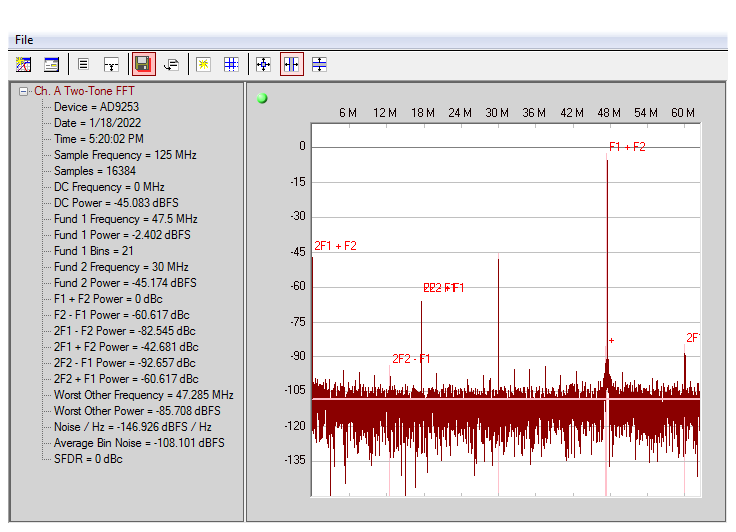 File
Ch. A Two-Tone FFT
Device = AD9253
Date = 1/18/2022
Time = 5:20:02 PM
Sample Frequency = 125 MHz
Samples = 16384
DC Frequency = 0 MHz
DC Power = -45.083 dBFS
Fund 1 Frequency = 47.5 MHz
Fund 1 Power = -2.402 dBFS
Fund 1 Bins = 21
Fund 2 Frequency = 30 MHz
Fund 2 Power = -45.174 dBFS
F1 + F2 Power = 0 dBc
F2 - F1 Power = -60.617 dBc
2F1 - F2 Power = -82.545 dBc
2F1 + F2 Power = -42.681 dBc
2F2 - F1 Power = -92.657 dBc
2F2 + F1 Power = -60.617 dBc
Worst Other Frequency = 47.285 MHz
Worst Other Power = -85.708 dBFS
Noise / Hz = -146.926 dBFS / Hz
Average Bin Noise = -108.101 dBFS
SFDR = 0 dBc
6 M 12 M 18 M 24 M 30 M 36 M 42 M 48 M 54 M 60 M
0
-15
-30
-45
-60
-75
-90
-105
-120
-135
F1 + F2
2F1 + F2
2F2 - F1
+
2F